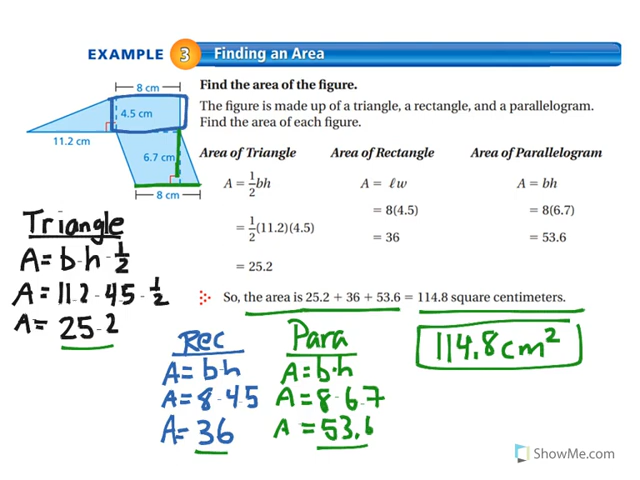 EXAMPLE 3 Finding an Area
8 cm
4.5 cm
11.2 cm
6.7 cm
8 cm
Find the area of the figure.
The figure is made up of a triangle, a rectangle, and a parallelogram.
Find the area of each figure.
Area of Triangle Area of Rectangle Area of Parallelogram
A = 1/2 bh A = ℓw A = bh
= 1/2 (11.2)(4.5) = 8(4.5) = 8(6.7)
= 25.2 = 36 = 53.6
So, the area is 25.2 + 36 + 53.6 = 114.8 square centimeters.
Triangle
A = b·h·1/2
A = 11.2·4.5·1/2
A = 25.2
Rec
A = b·h
A = 8·4.5
A = 36
Para
A = b·h
A = 8·6.7
A = 53.6
114.8 cm²
ShowMe.com